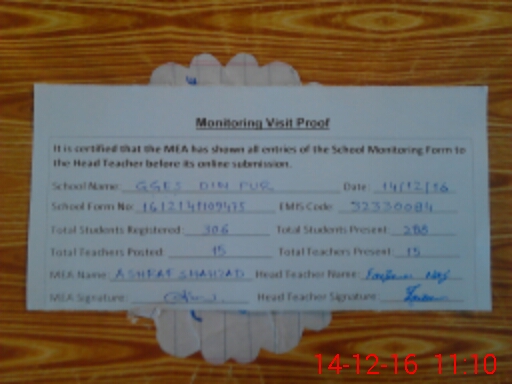 Monitoring Visit Proof
It is certified that the MEA has shown all entries of the School Monitoring Form to
the Head Teacher before its online submission.
School Name: GGES DIN PUR Date: 14/12/16
School Form No: EMIS Code: 32330084
Total Students Registered: 306 Total Students Present: 288
Total Teachers Posted: 15 Total Teachers Present: 15
MEA Name: ASHRAF SHAHZAD Head Teacher Name:
MEA Signature: Head Teacher Signature:
14-12-16 11:10